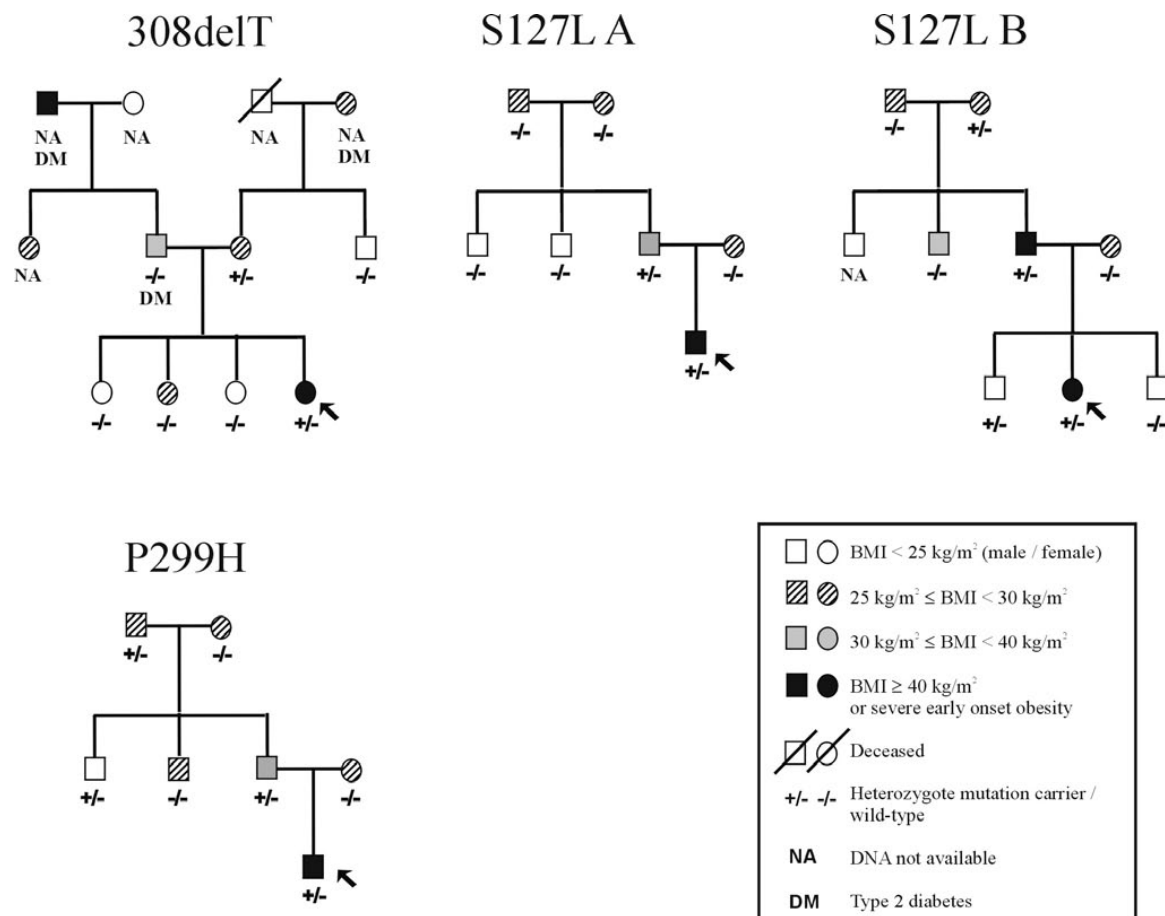 308delT
S127L A
S127L B
NA NA NA NA
DM DM
-/- -/- -/- +/-
NA -/- +/- -/-
DM
-/- -/- +/- -/-
NA -/- +/- -/-
+/-
-/- -/- -/- +/-
+/- +/- -/-
P299H
+/- -/-
+/- -/- +/- -/-
+/-
BMI < 25 kg/m² (male / female)
25 kg/m² ≤ BMI < 30 kg/m²
30 kg/m² ≤ BMI < 40 kg/m²
BMI ≥ 40 kg/m²
or severe early onset obesity
Deceased
+/- -/- Heterozygote mutation carrier /
wild-type
NA DNA not available
DM Type 2 diabetes